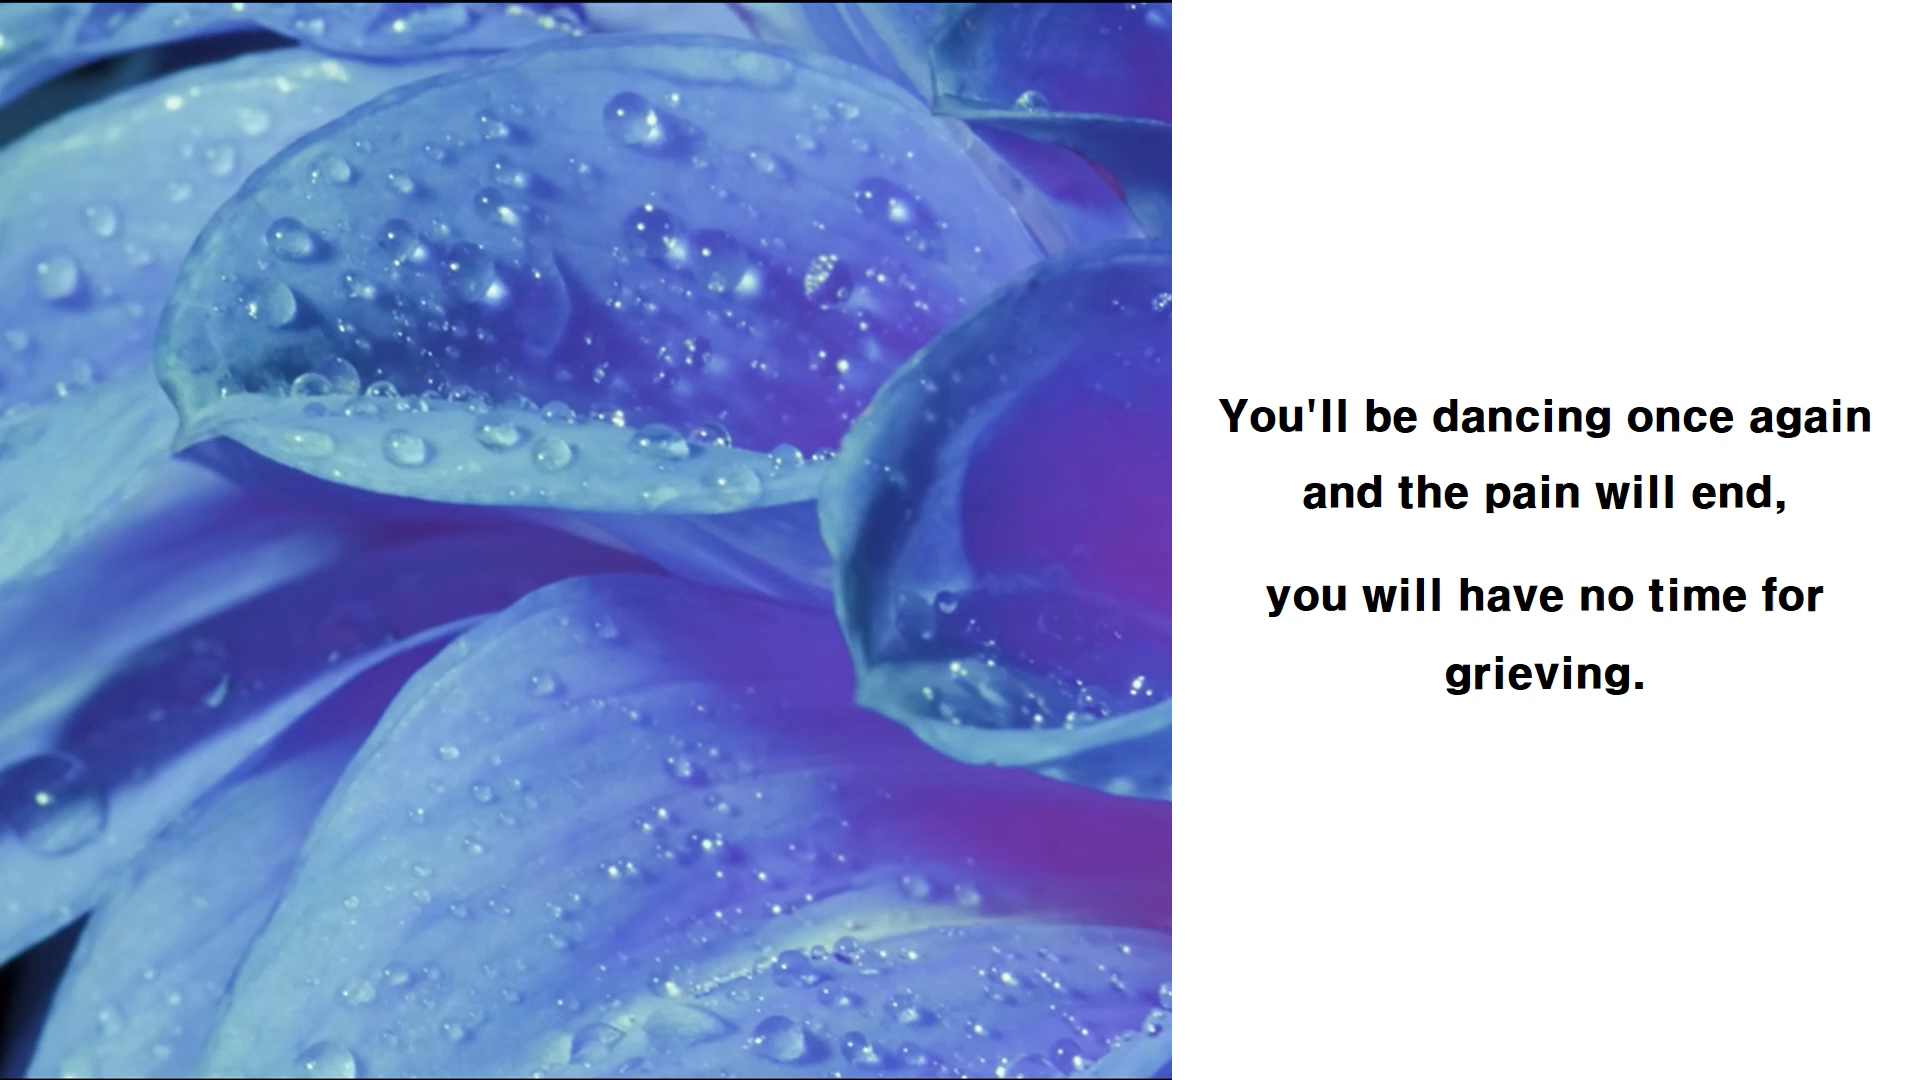 You'll be dancing once again
and the pain will end,
you will have no time for
grieving.